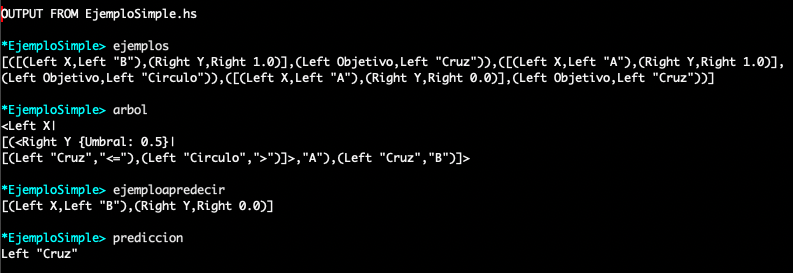 OUTPUT FROM EjemploSimple.hs
*EjemploSimple> ejemplos
[([(Left X,Left "B"),(Right Y,Right 1.0)],(Left Objetivo,Left "Cruz")),([(Left X,Left "A"),(Right Y,Right 1.0)],
(Left Objetivo,Left "Circulo")),([(Left X,Left "A"),(Right Y,Right 0.0)],(Left Objetivo,Left "Cruz"))]
*EjemploSimple> arbol
<Left X|
[(<Right Y {Umbral: 0.5}|
[(Left "Cruz","<="),(Left "Circulo",">")]>,"A"),(Left "Cruz","B")]>
*EjemploSimple> ejemploapredecir
[(Left X,Left "B"),(Right Y,Right 0.0)]
*EjemploSimple> prediccion
Left "Cruz"